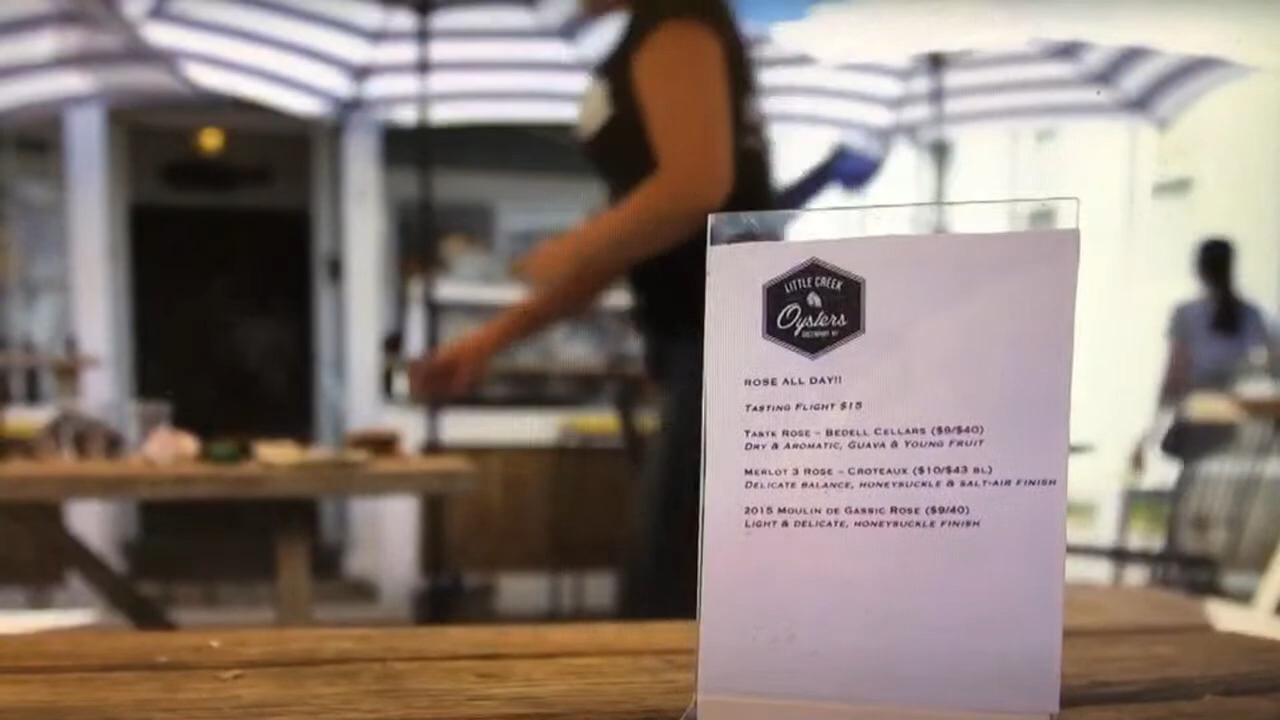 LITTLE CREEK
Oysters
GREENPORT NY
ROSE ALL DAY!!
TASTING FLIGHT $15
TASTE ROSE – BEDELL CELLARS ($9/$40)
DRY & AROMATIC, GUAVA & YOUNG FRUIT
MERLOT 3 ROSE – CROTEAUX ($10/$43 BL)
DELICATE BALANCE, HONEYSUCKLE & SALT-AIR FINISH
2015 MOULIN DE GASSIC ROSE ($9/40)
LIGHT & DELICATE, HONEYSUCKLE FINISH